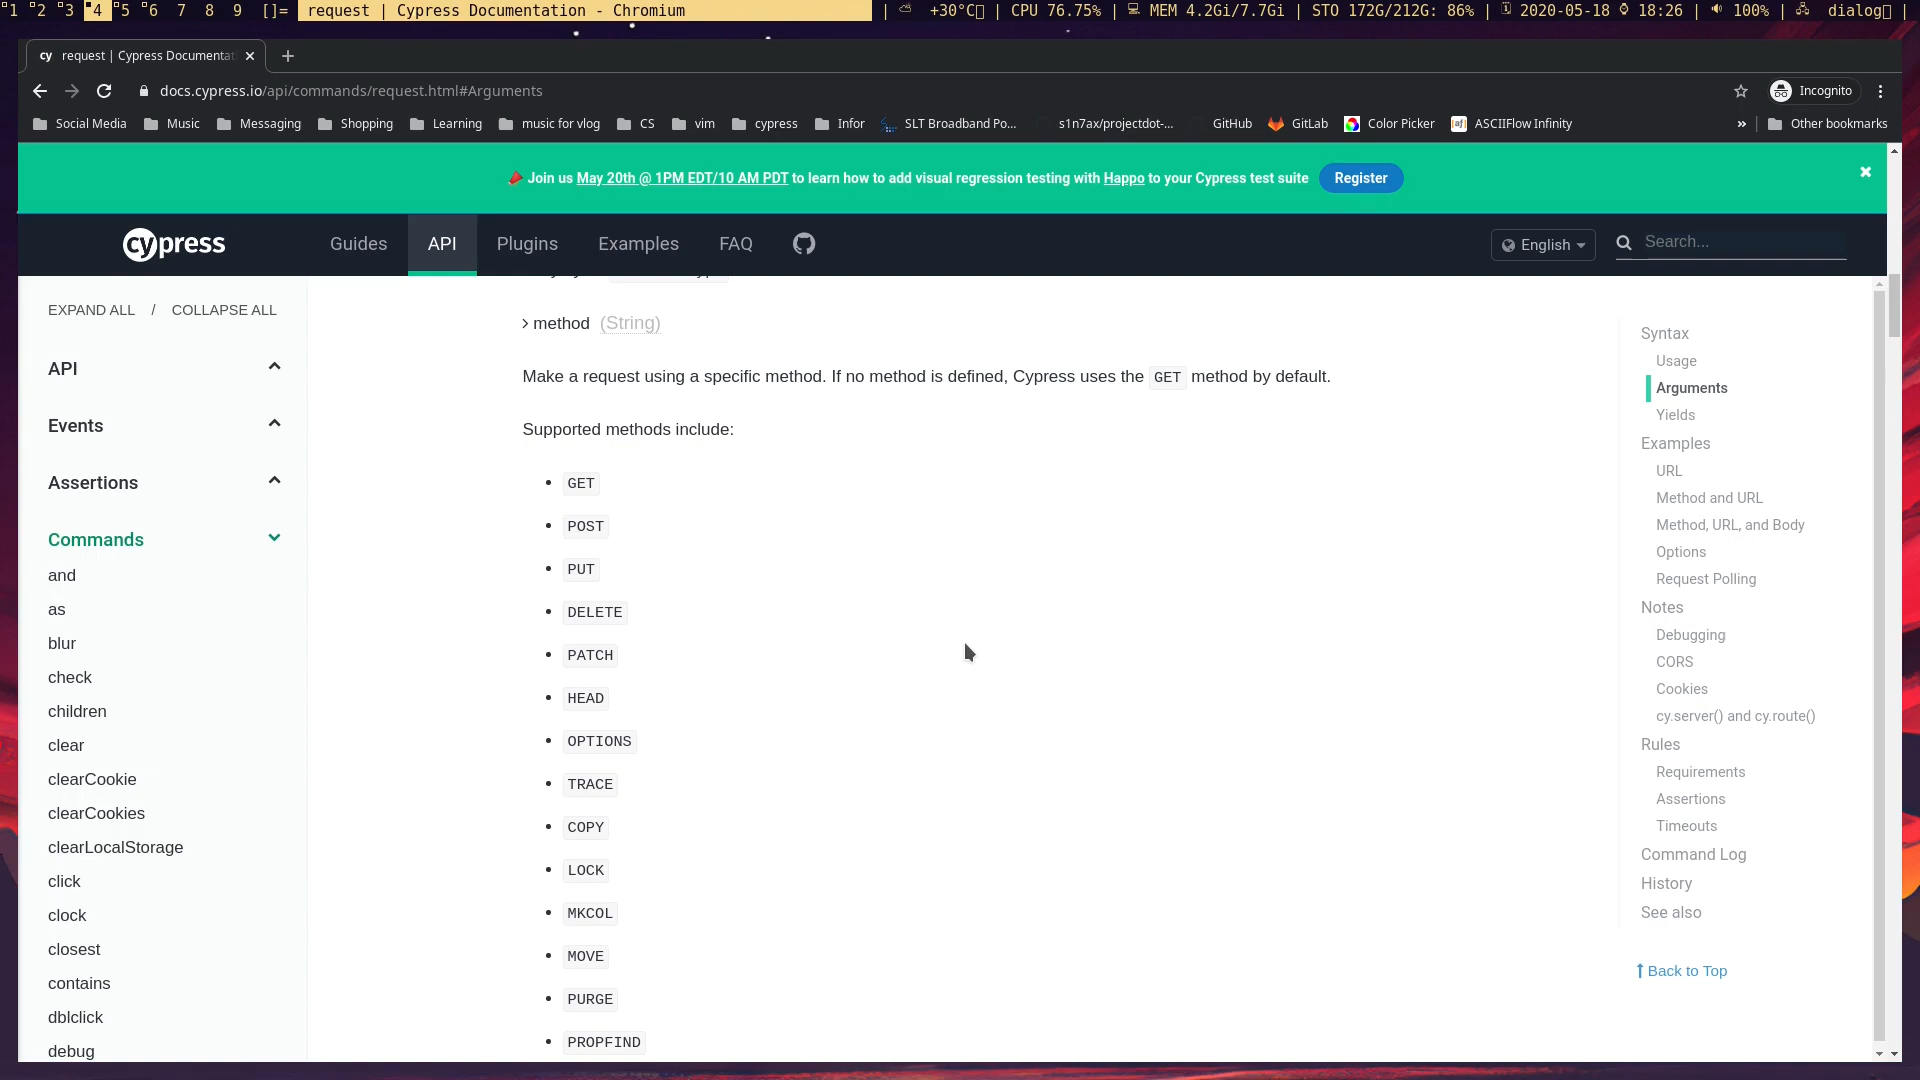 1 2 3 4 5 6 7 8 9 []= request | Cypress Documentation - Chromium | +30°C | CPU 76.75% | MEM 4.2Gi/7.7Gi | STO 172G/212G: 86% | 2020-05-18 18:26 | 100% | dialog |
cy request | Cypress Documentat
docs.cypress.io/api/commands/request.html#Arguments Incognito
Social Media Music Messaging Shopping Learning music for vlog CS vim cypress Infor SLT Broadband Po... s1n7ax/projectdot-... GitHub GitLab Color Picker ASCIIFlow Infinity » Other bookmarks
Join us May 20th @ 1PM EDT/10 AM PDT to learn how to add visual regression testing with Happo to your Cypress test suite Register
cypress Guides API Plugins Examples FAQ English Search...
EXPAND ALL / COLLAPSE ALL
API
Events
Assertions
Commands
and
as
blur
check
children
clear
clearCookie
clearCookies
clearLocalStorage
click
clock
closest
contains
dblclick
debug
> method (String)
Make a request using a specific method. If no method is defined, Cypress uses the GET method by default.
Supported methods include:
• GET
• POST
• PUT
• DELETE
• PATCH
• HEAD
• OPTIONS
• TRACE
• COPY
• LOCK
• MKCOL
• MOVE
• PURGE
• PROPFIND
Syntax
Usage
Arguments
Yields
Examples
URL
Method and URL
Method, URL, and Body
Options
Request Polling
Notes
Debugging
CORS
Cookies
cy.server() and cy.route()
Rules
Requirements
Assertions
Timeouts
Command Log
History
See also
Back to Top